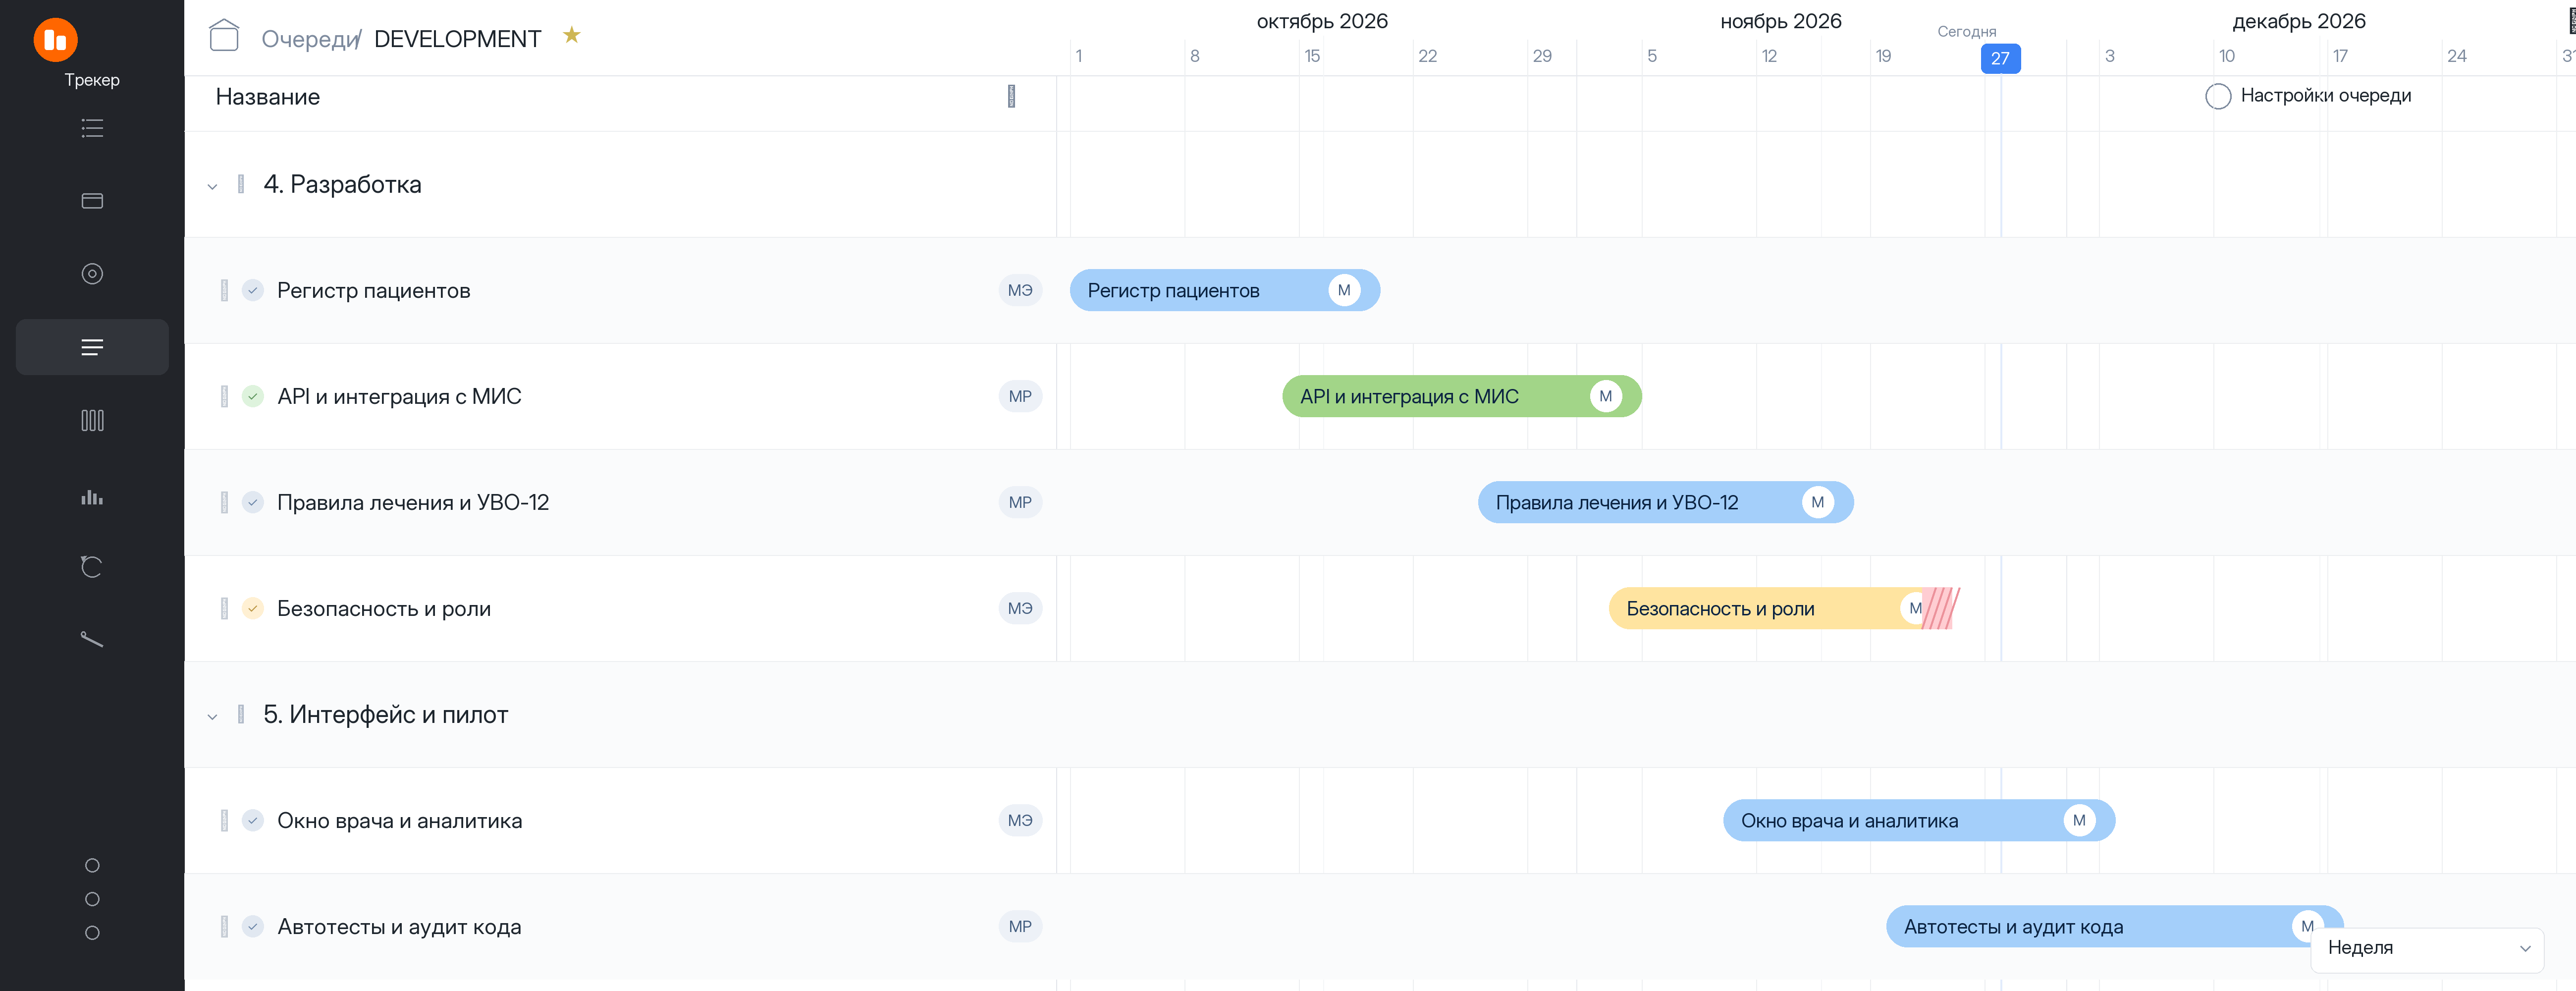 Трекер
Очереди/ DEVELOPMENT
октябрь 2026
ноябрь 2026
Сегодня
декабрь 2026
1 8 15 22 29 5 12 19 27 3 10 17 24 31
Название
Настройки очереди
4. Разработка
Регистр пациентов МЭ Регистр пациентов М
API и интеграция с МИС МР API и интеграция с МИС М
Правила лечения и УВО-12 МР Правила лечения и УВО-12 М
Безопасность и роли МЭ Безопасность и роли М
5. Интерфейс и пилот
Окно врача и аналитика МЭ Окно врача и аналитика М
Автотесты и аудит кода МР Автотесты и аудит кода М
Неделя